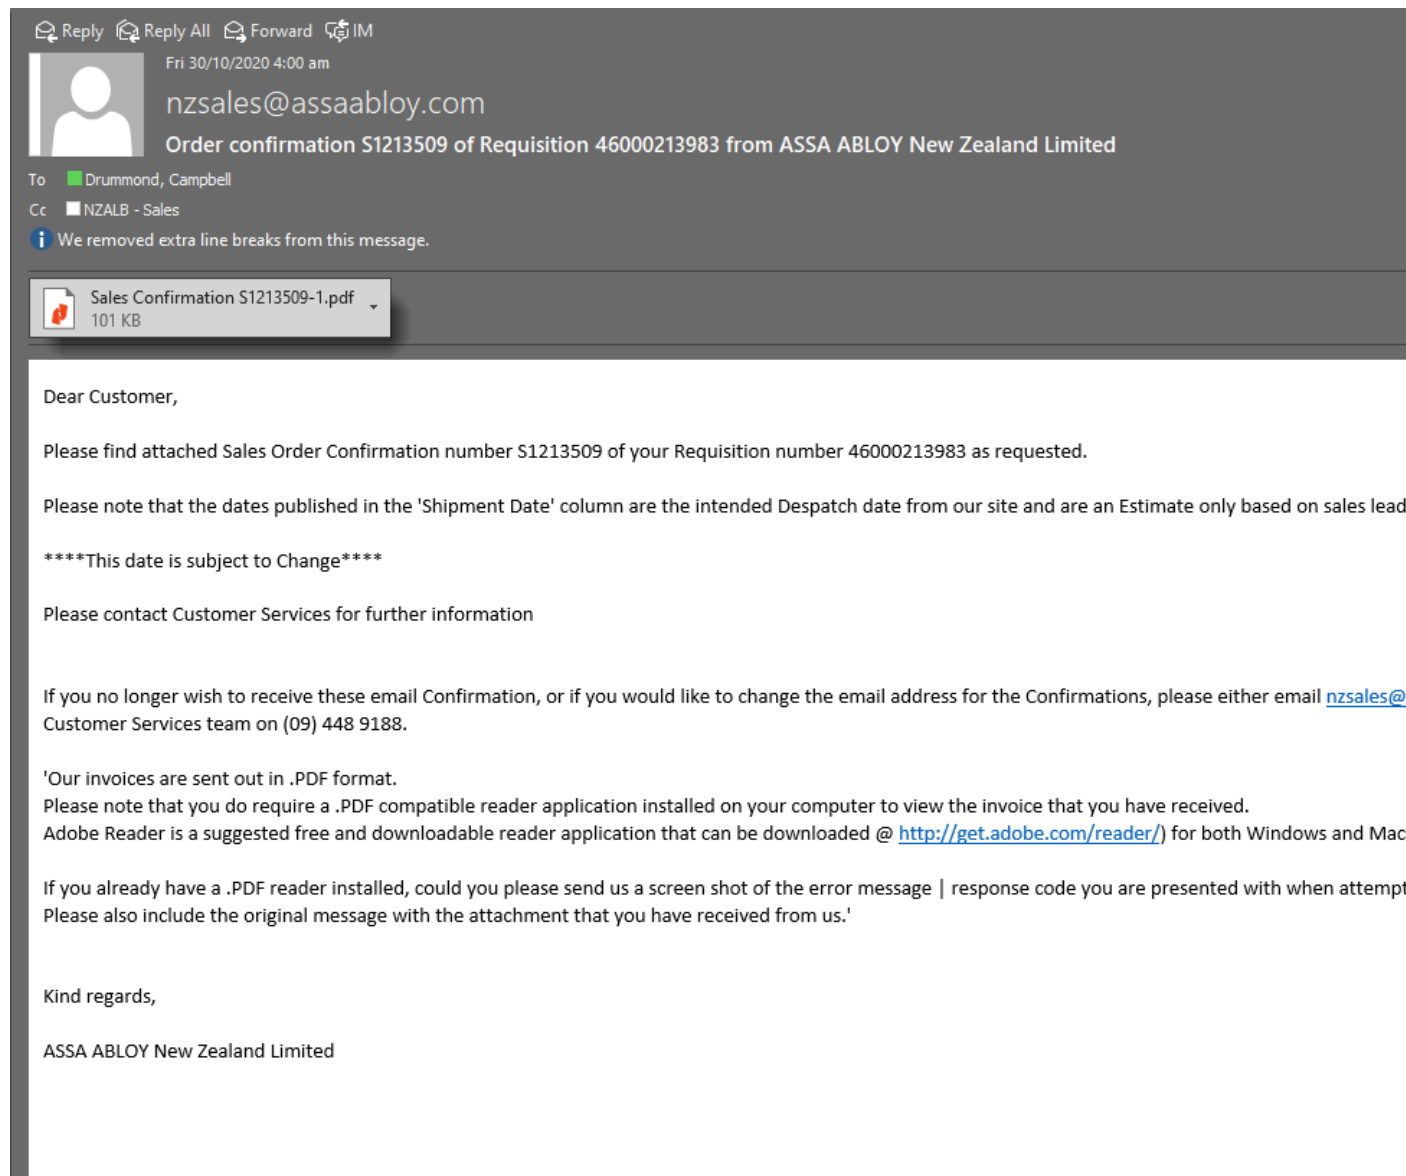 Reply Reply All Forward IM
Fri 30/10/2020 4:00 am
nzsales@assaabloy.com
Order confirmation S1213509 of Requisition 46000213983 from ASSA ABLOY New Zealand Limited
To Drummond, Campbell
Cc NZALB - Sales
We removed extra line breaks from this message.
Sales Confirmation S1213509-1.pdf
101 KB
Dear Customer,
Please find attached Sales Order Confirmation number S1213509 of your Requisition number 46000213983 as requested.
Please note that the dates published in the 'Shipment Date' column are the intended Despatch date from our site and are an Estimate only based on sales lead
****This date is subject to Change****
Please contact Customer Services for further information
If you no longer wish to receive these email Confirmation, or if you would like to change the email address for the Confirmations, please either email nzsales@
Customer Services team on (09) 448 9188.
'Our invoices are sent out in .PDF format.
Please note that you do require a .PDF compatible reader application installed on your computer to view the invoice that you have received.
Adobe Reader is a suggested free and downloadable reader application that can be downloaded @ http://get.adobe.com/reader/) for both Windows and Mac
If you already have a .PDF reader installed, could you please send us a screen shot of the error message | response code you are presented with when attempt
Please also include the original message with the attachment that you have received from us.'
Kind regards,
ASSA ABLOY New Zealand Limited